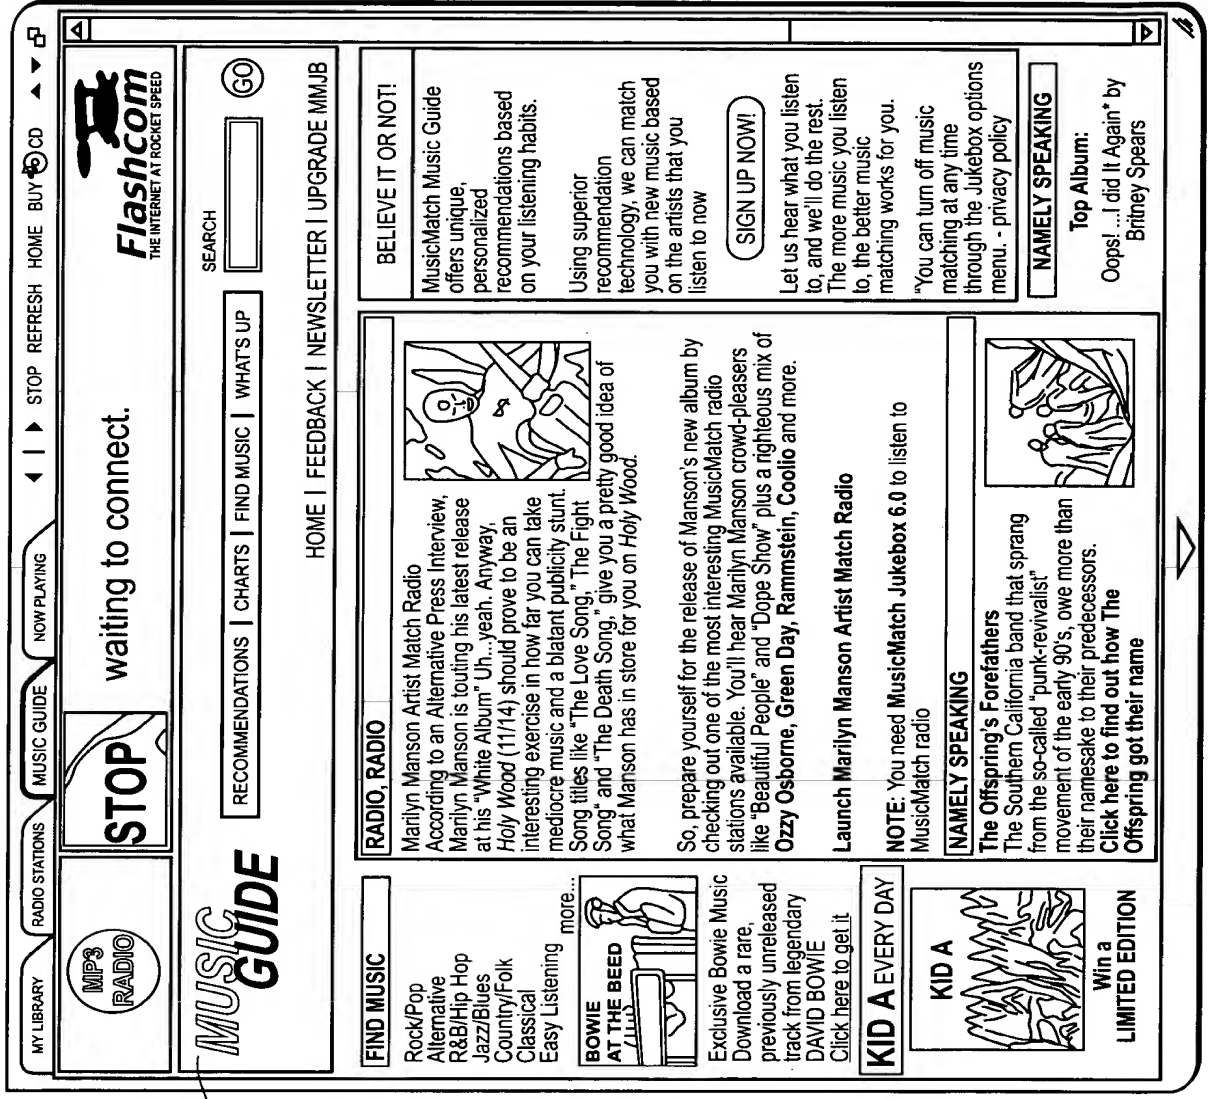 MY LIBRARY
RADIO STATIONS
MUSIC GUIDE
NOW PLAYING
STOP REFRESH HOME BUY CD
MP3
RADIO
STOP
waiting to connect.
Flashcom
THE INTERNET AT ROCKET SPEED
MUSIC
GUIDE
RECOMMENDATIONS | CHARTS | FIND MUSIC | WHAT'S UP
SEARCH
GO
HOME | FEEDBACK | NEWSLETTER | UPGRADE MMJB
FIND MUSIC
Rock/Pop
Alternative
R&B/Hip Hop
Jazz/Blues
Country/Folk
Classical
Easy Listening
more...
BOWIE
AT THE BEED
Exclusive Bowie Music
Download a rare,
previously unreleased
track from legendary
DAVID BOWIE
Click here to get it
KID A EVERY DAY
KID A
Win a
LIMITED EDITION
RADIO, RADIO
Marilyn Manson Artist Match Radio
According to an Alternative Press Interview,
Marilyn Manson is touting his latest release
at his "White Album" Uh...yeah. Anyway,
Holy Wood (11/14) should prove to be an
interesting exercise in how far you can take
mediocre music and a blatant publicity stunt.
Song titles like "The Love Song," The Fight
Song" and "The Death Song," give you a pretty good idea of
what Manson has in store for you on Holy Wood.
So, prepare yourself for the release of Manson's new album by
checking out one of the most interesting MusicMatch radio
stations available. You'll hear Marilyn Manson crowd-pleasers
like "Beautiful People" and "Dope Show" plus a righteous mix of
Ozzy Osborne, Green Day, Rammstein, Coolio and more.
Launch Marilyn Manson Artist Match Radio
NOTE: You need MusicMatch Jukebox 6.0 to listen to
MusicMatch radio
NAMELY SPEAKING
The Offspring's Forefathers
The Southern California band that sprang
from the so-called "punk-revivalist"
movement of the early 90's, owe more than
their namesake to their predecessors.
Click here to find out how The
Offspring got their name
BELIEVE IT OR NOT!
MusicMatch Music Guide
offers unique,
personalized
recommendations based
on your listening habits.
Using superior
recommendation
technology, we can match
you with new music based
on the artists that you
listen to now
SIGN UP NOW!
Let us hear what you listen
to, and we'll do the rest.
The more music you listen
to, the better music
matching works for you.
"You can turn off music
matching at any time
through the Jukebox options
menu. - privacy policy
NAMELY SPEAKING
Top Album:
Oops! ...I did It Again* by
Britney Spears